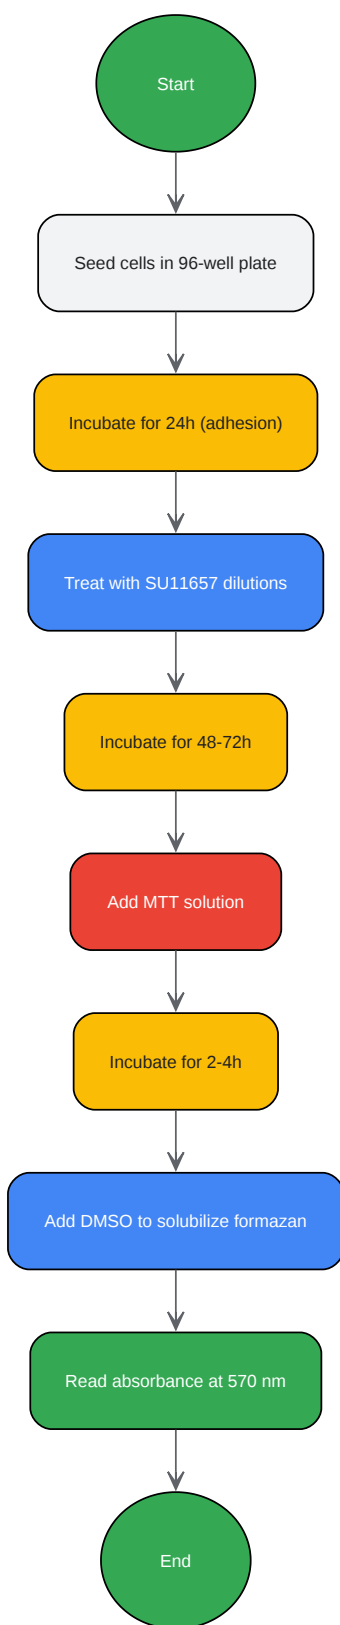 Start
Seed cells in 96-well plate
Incubate for 24h (adhesion)
Treat with SU11657 dilutions
Incubate for 48-72h
Add MTT solution
Incubate for 2-4h
Add DMSO to solubilize formazan
Read absorbance at 570 nm
End